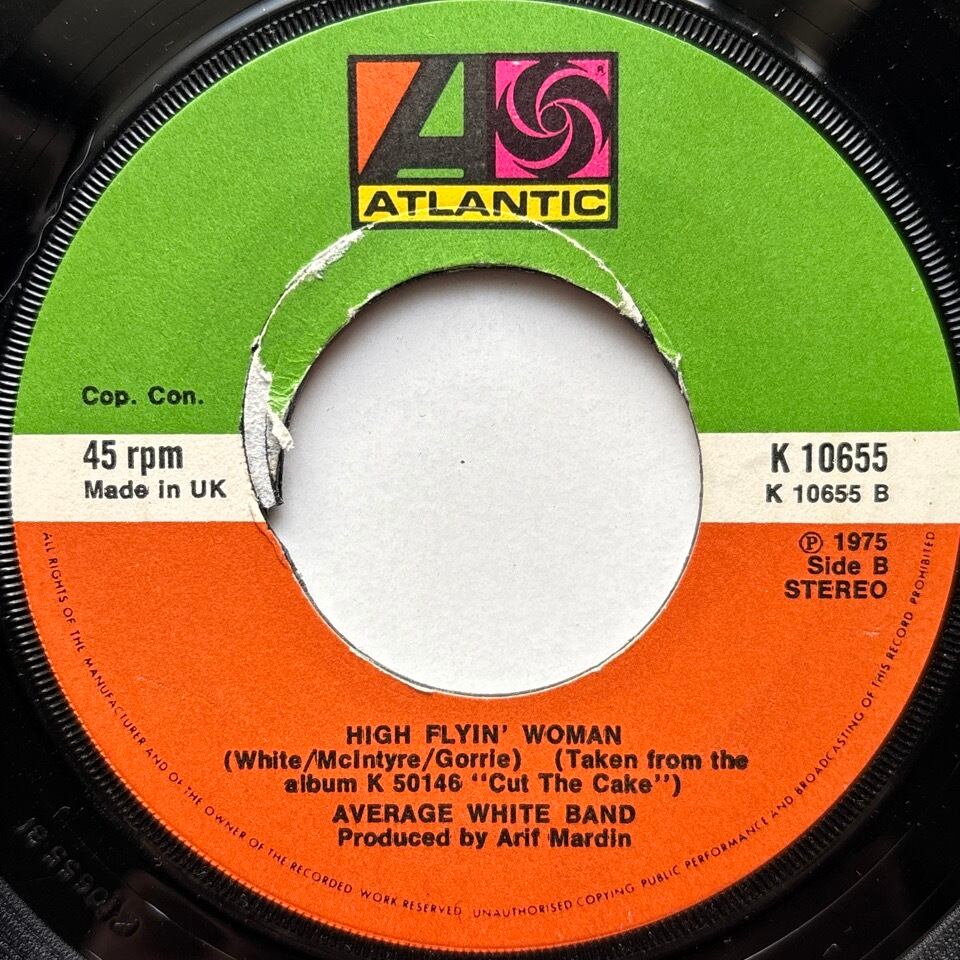 ATLANTIC
®
Cop. Con.
45 rpm
Made in UK
K 10655
K 10655 B
℗ 1975
Side B
STEREO
HIGH FLYIN' WOMAN
(White/McIntyre/Gorrie) (Taken from the
album K 50146 "Cut The Cake")
AVERAGE WHITE BAND
Produced by Arif Mardin
ALL RIGHTS OF THE MANUFACTURER AND OF THE OWNER OF THE RECORDED WORK RESERVED UNAUTHORISED COPYING PUBLIC PERFORMANCE AND BROADCASTING OF THIS RECORD PROHIBITED